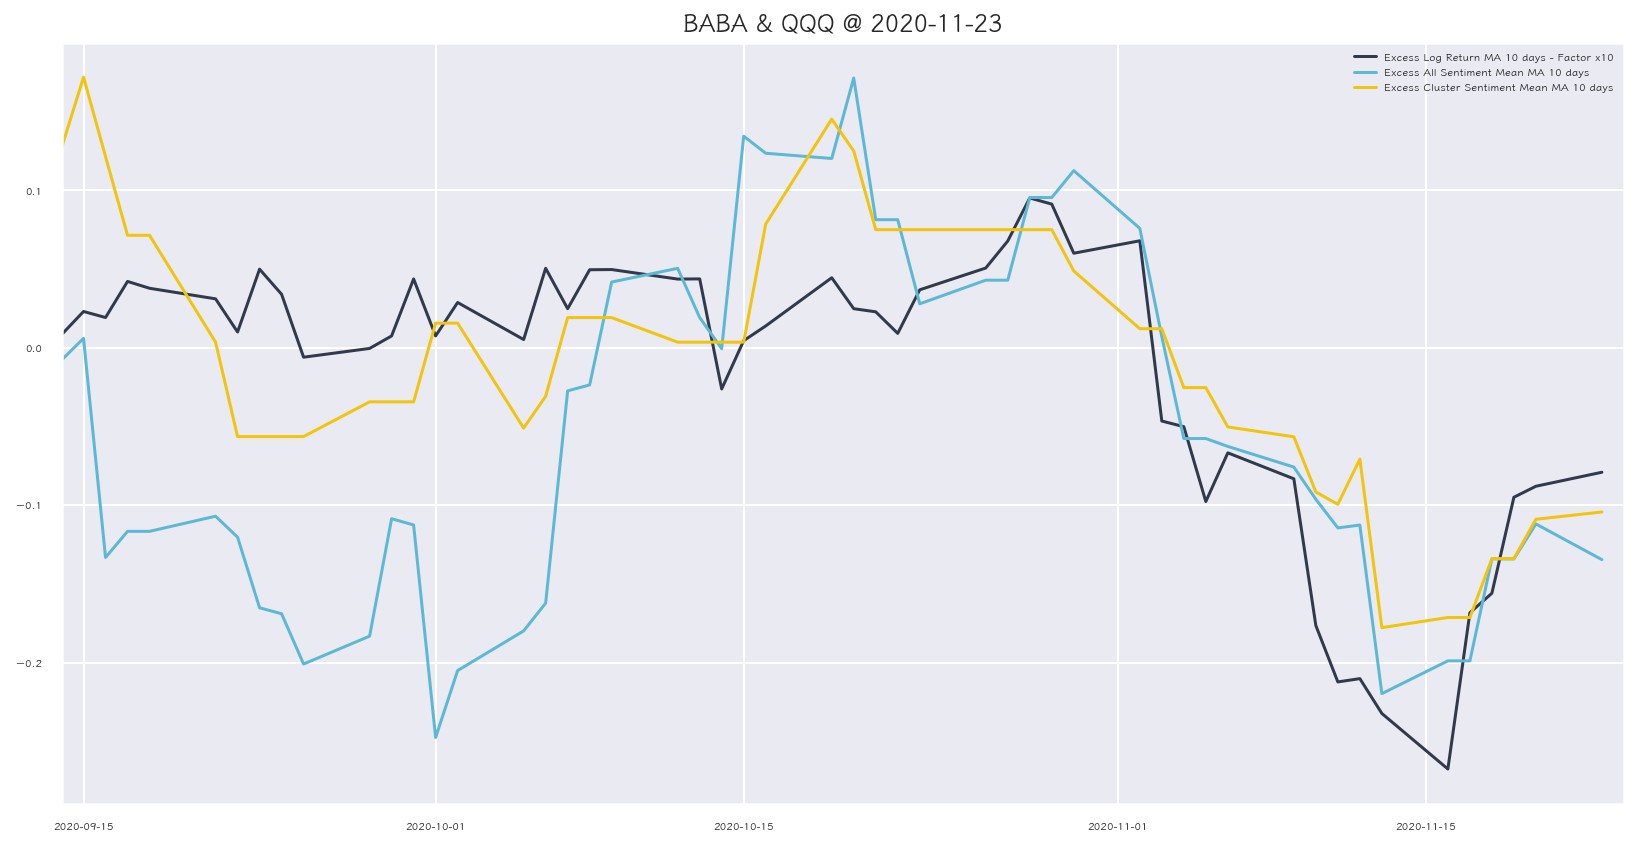 BABA & QQQ @ 2020-11-23
Excess Log Return MA 10 days - Factor x10
Excess All Sentiment Mean MA 10 days
Excess Cluster Sentiment Mean MA 10 days
0.1
0.0
−0.1
−0.2
2020-09-15
2020-10-01
2020-10-15
2020-11-01
2020-11-15